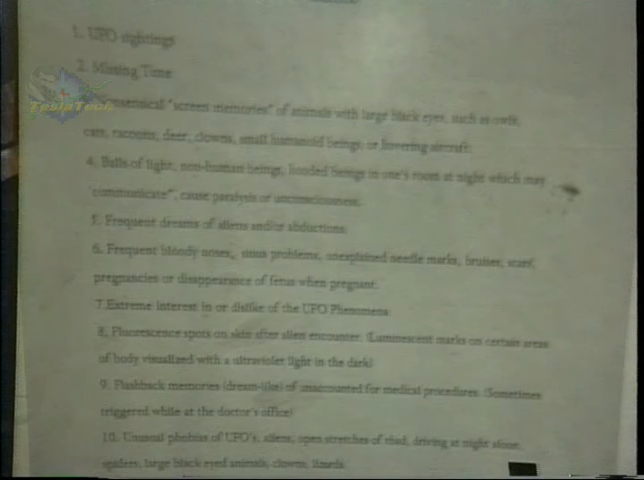 1. UFO sightings
2. Missing Time
TeslaTech
"screen memories" of animals with large black eyes, such as owls,
cats, racoons, deer, clowns, small humanoid beings, or hovering aircraft.
4. Balls of light, non-human beings, hooded beings in one's room at night which may
"communicate", cause paralysis or unconsciousness.
5. Frequent dreams of aliens and/or abductions.
6. Frequent bloody noses, sinus problems, unexplained needle marks, bruises, scars,
pregnancies or disappearance of fetus when pregnant.
7.Extreme interest in or dislike of the UFO Phenomena
8. Fluorescence spots on skin after alien encounter. (Luminescent marks on certain areas
of body visualized with a ultraviolet light in the dark)
9. Flashback memories (dream-like) of unaccounted for medical procedures. (Sometimes
triggered while at the doctor's office)
10. Unusual phobias of UFO's, aliens, open stretches of road, driving at night alone,
spiders, large black eyed animals, clowns,